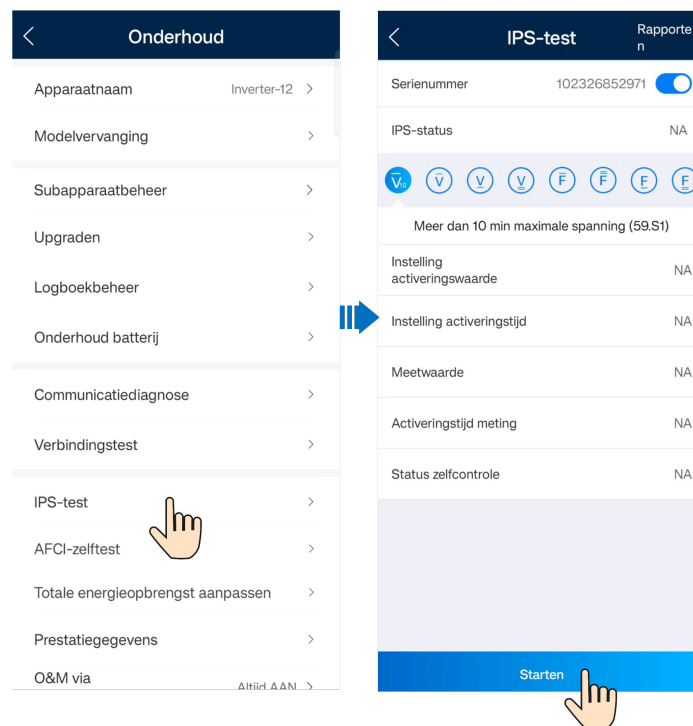 Onderhoud
Apparaatnaam Inverter-12
Modelvervanging
Subapparaatbeheer
Upgraden
Logboekbeheer
Onderhoud batterij
Communicatiediagnose
Verbindingstest
IPS-test
AFCI-zelftest
Totale energieopbrengst aanpassen
Prestatiegegevens
O&M via Altijd AAN
IPS-test
Rapporte
n
Serienummer 102326852971
IPS-status NA
V10 V V V F F F F
Meer dan 10 min maximale spanning (59.S1)
Instelling
activeringswaarde NA
Instelling activeringstijd NA
Meetwaarde NA
Activeringstijd meting NA
Status zelfcontrole NA
Starten